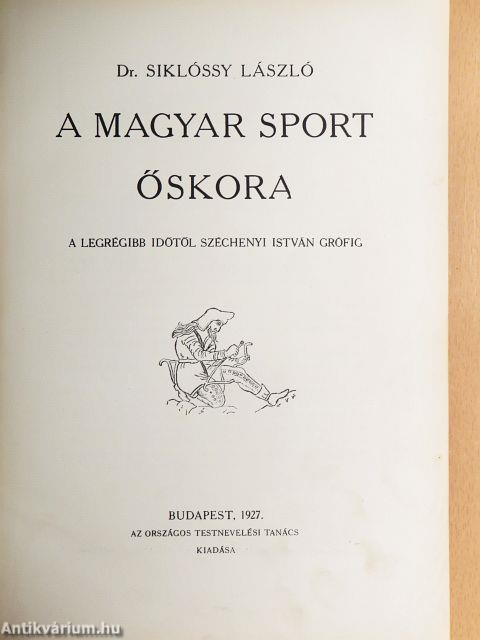 Dr. SIKLÓSSY LÁSZLÓ
A MAGYAR SPORT
ŐSKORA
A LEGRÉGIBB IDŐTŐL SZÉCHENYI ISTVÁN GRÓFIG
BUDAPEST, 1927.
AZ ORSZÁGOS TESTNEVELÉSI TANÁCS
KIADÁSA
Antikvárium.hu